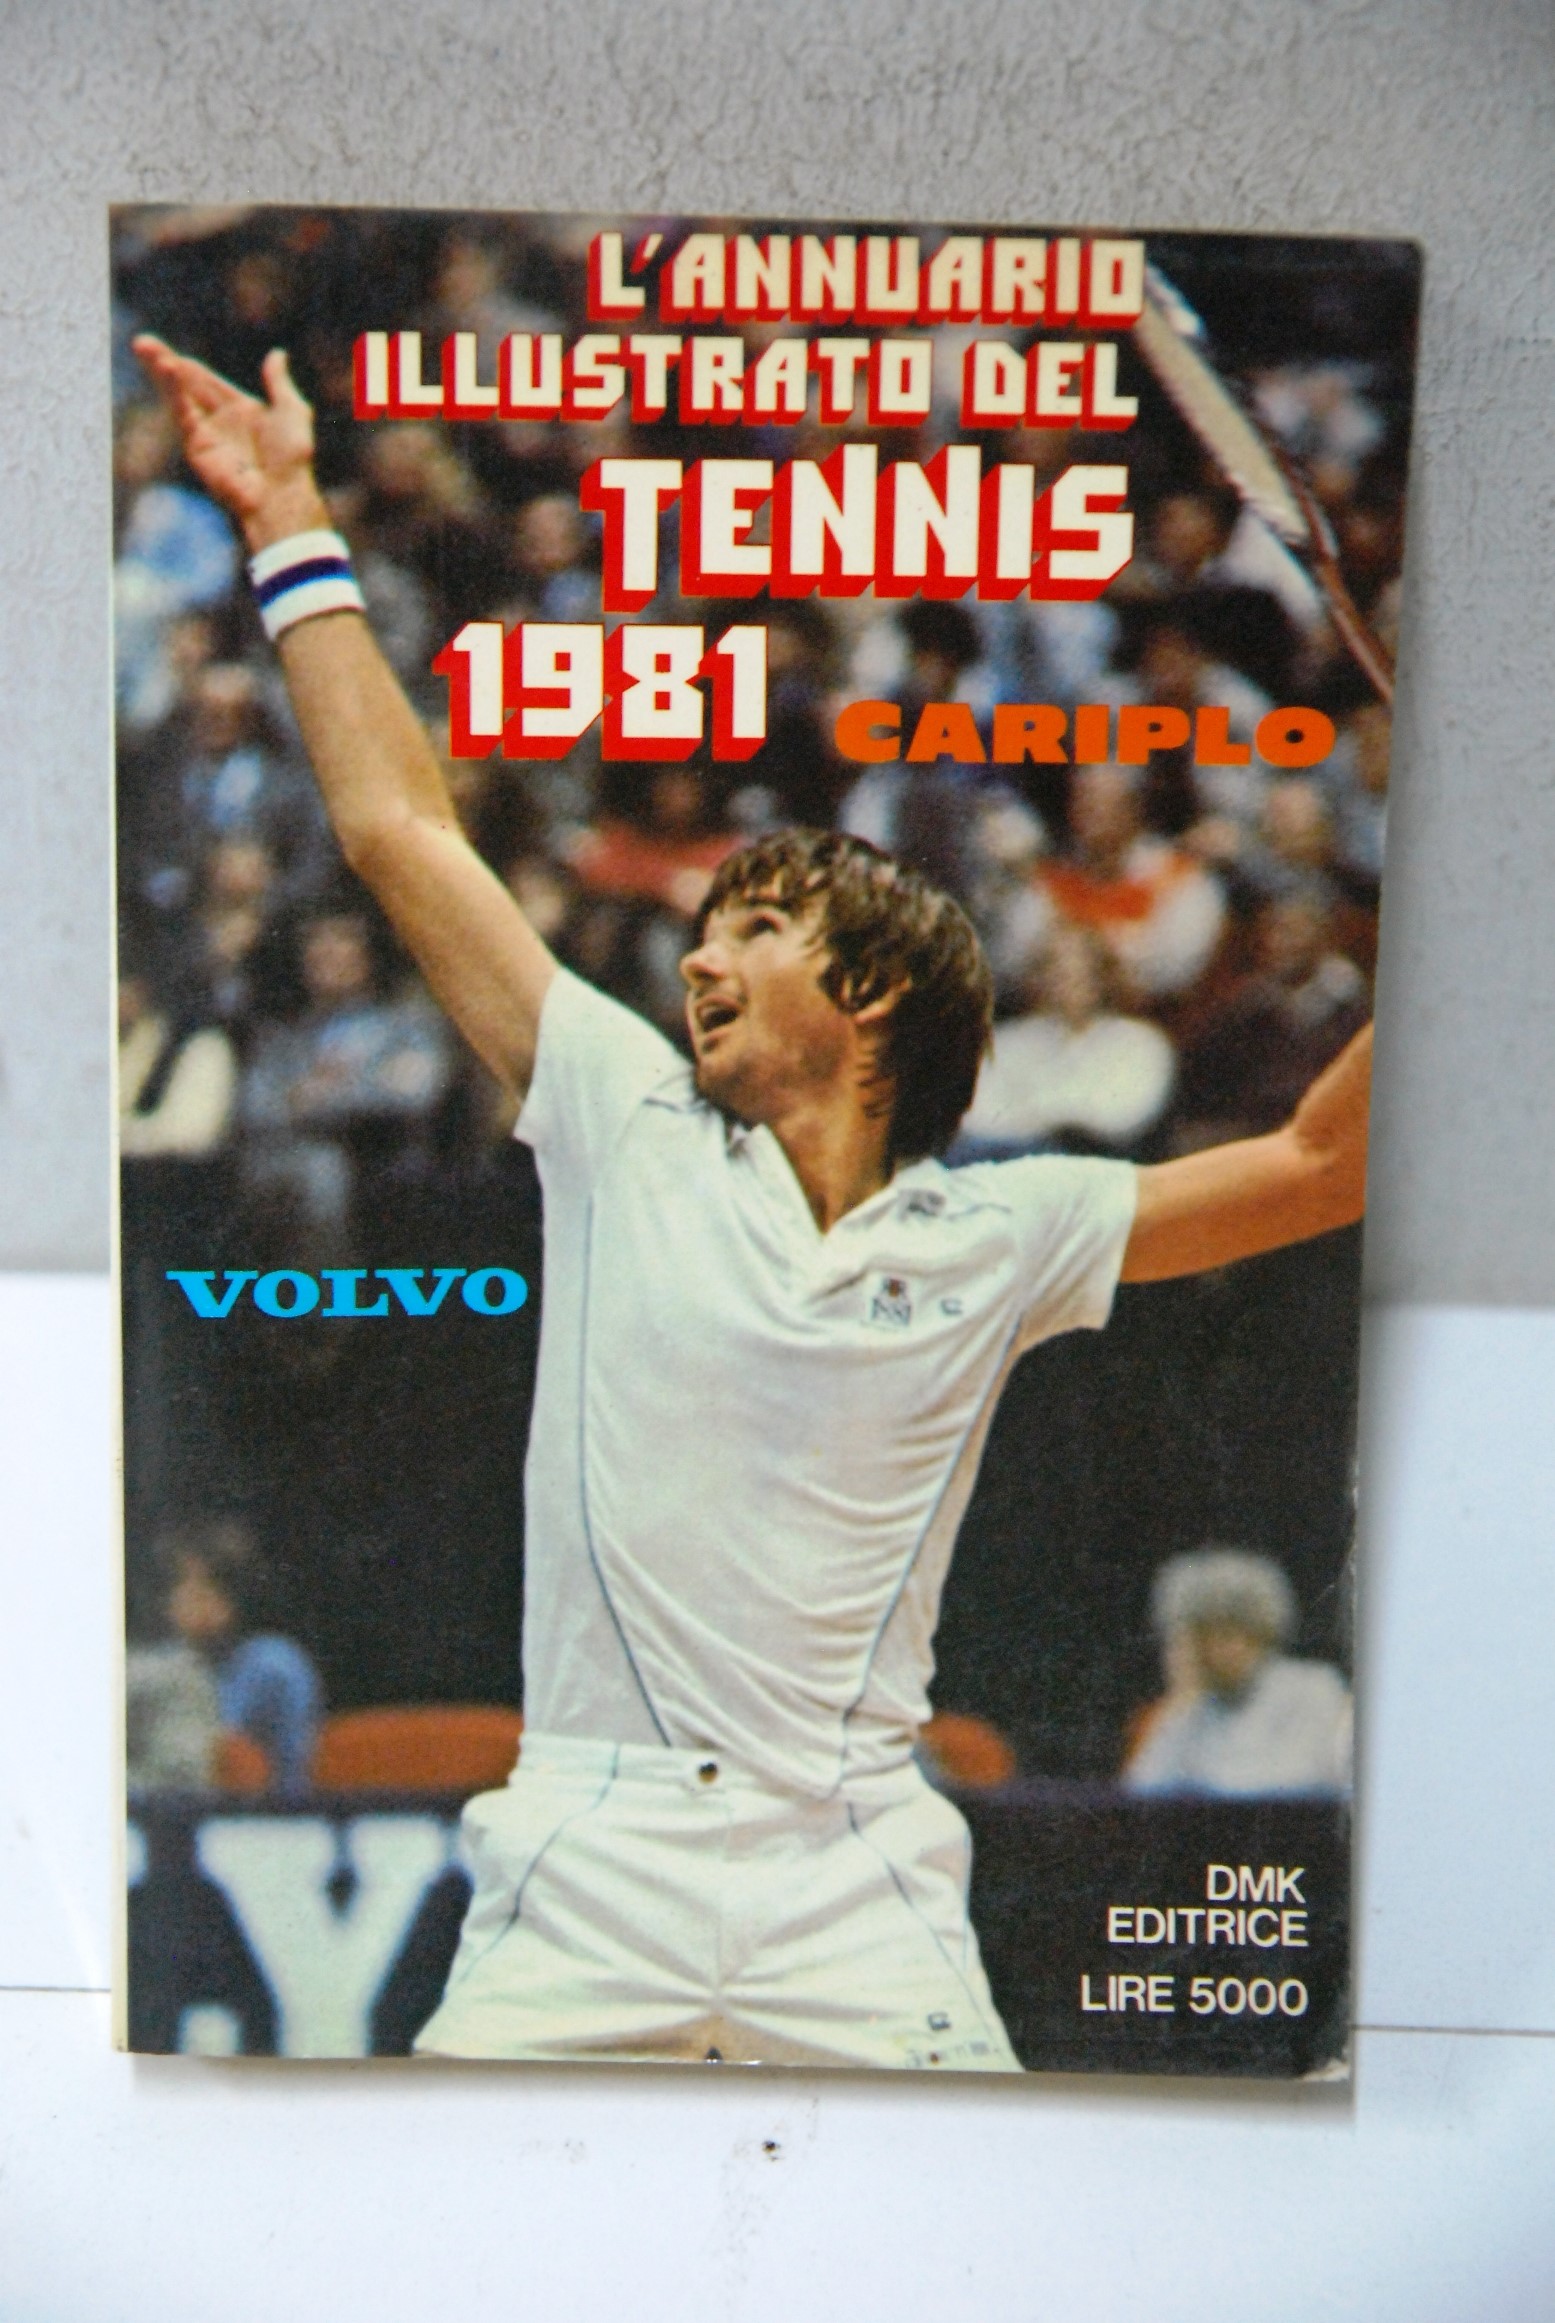 L'ANNUARIO
ILLUSTRATO DEL
TENNIS
1981
CARIPLO
VOLVO
Y
DMK
EDITRICE
LIRE 5000